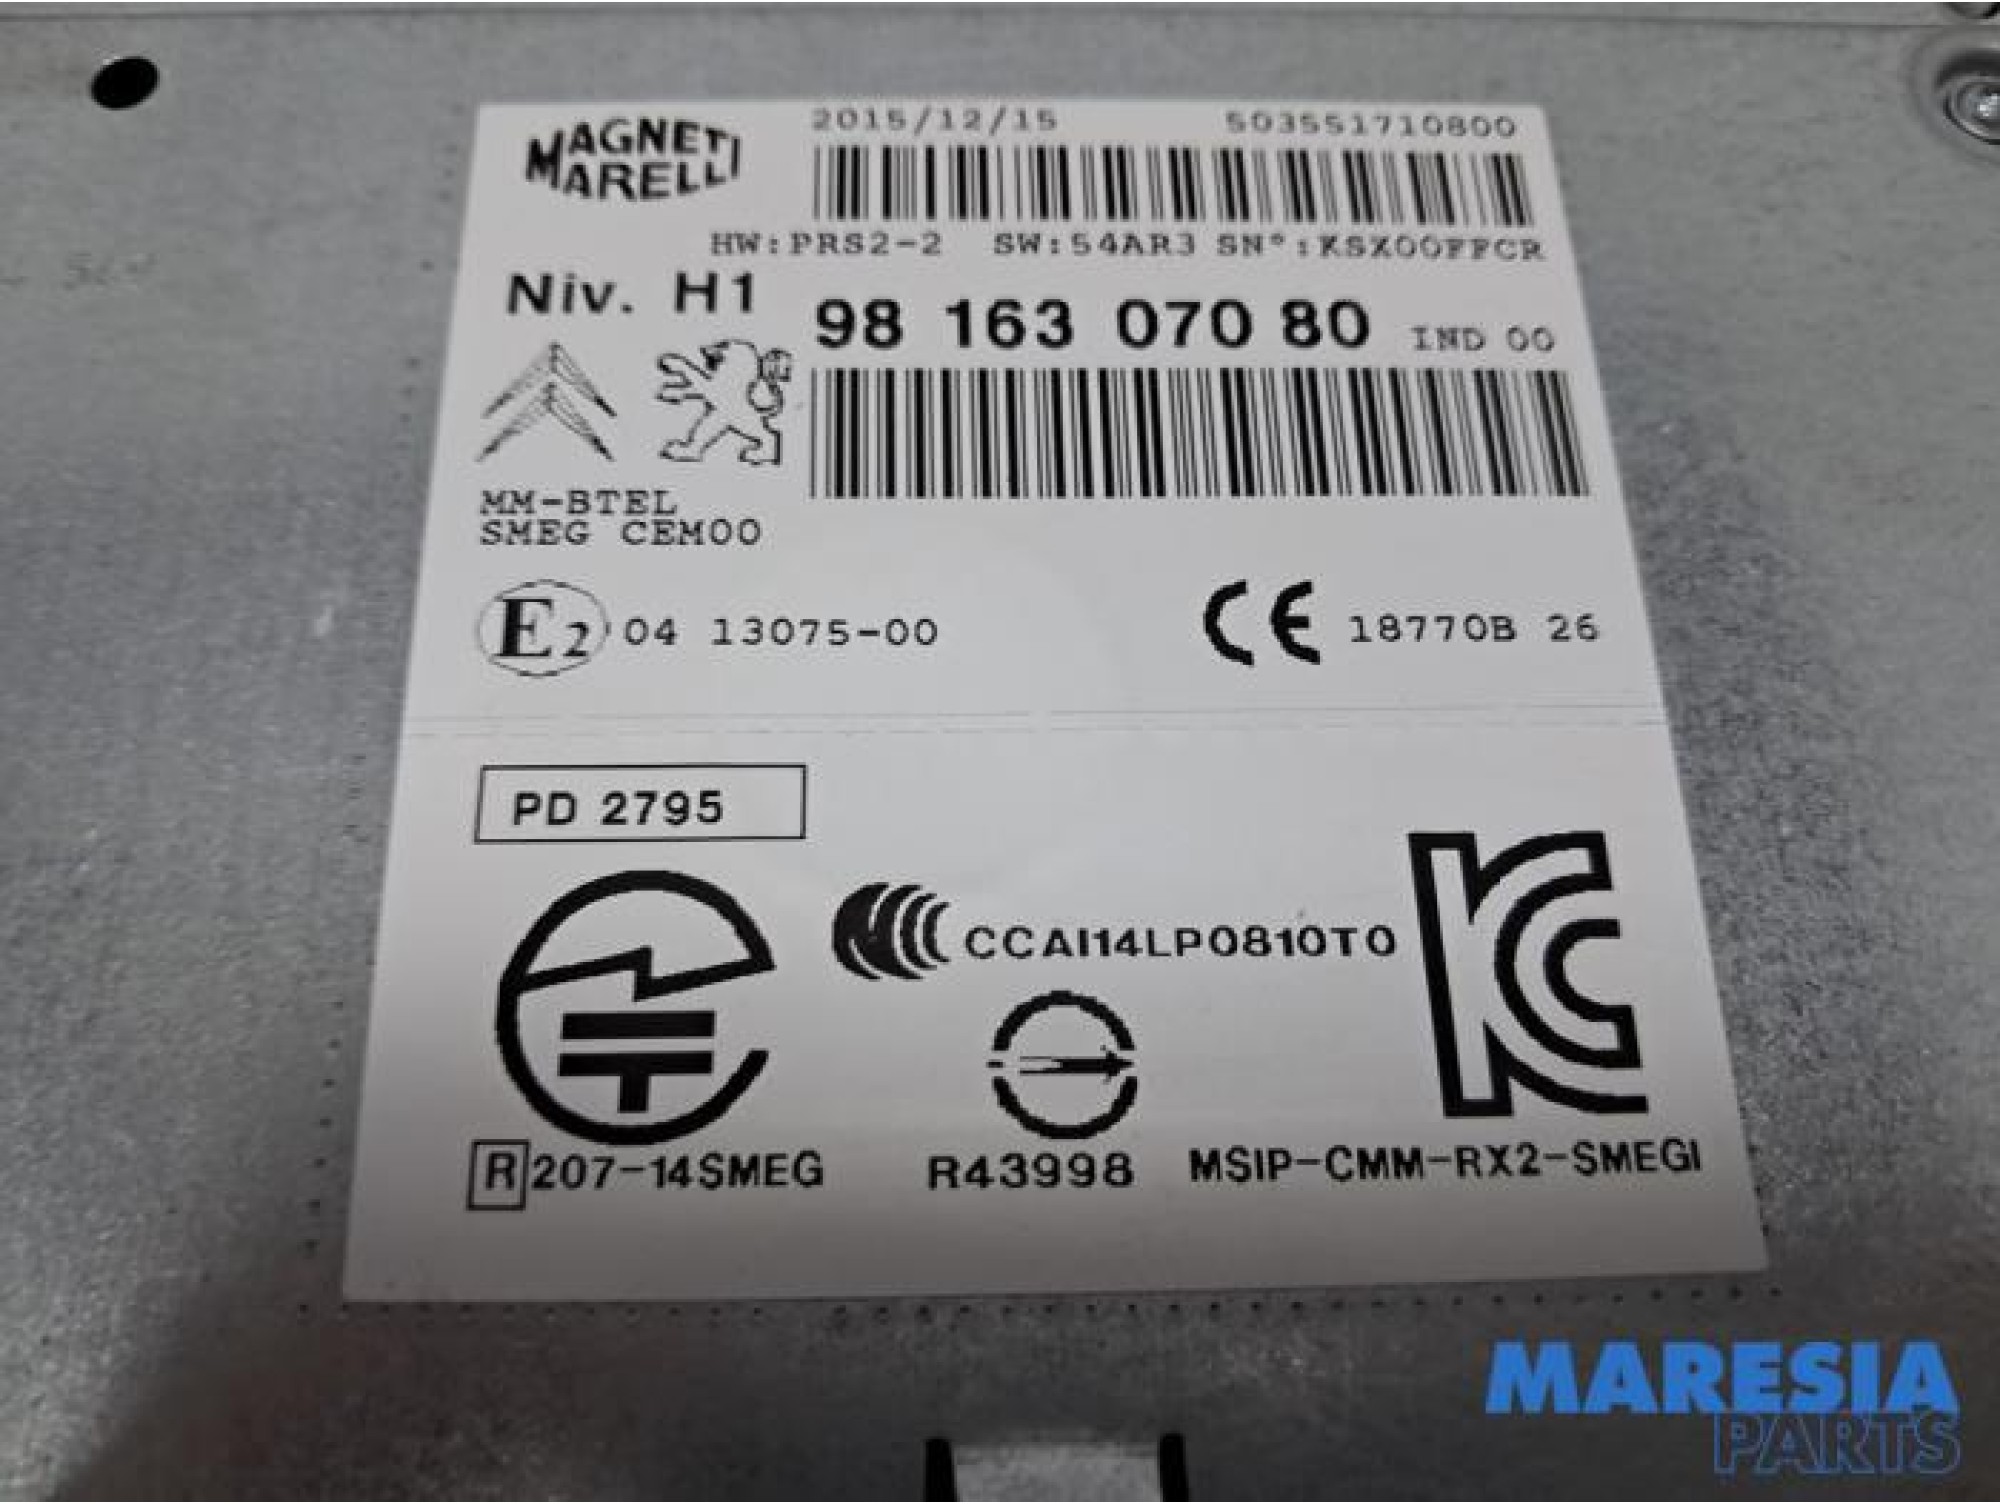 MAGNETI
MARELLI
2015/12/15 503551710800
HW:PRS2-2 SW:54AR3 SN°:KSX00FFCR
Niv. H1
98 163 070 80 IND 00
MM-BTEL
SMEG CEM00
E2 04 13075-00
CE 18770B 26
PD 2795
CCAI14LP0810T0
R 207-14SMEG
R43998
MSIP-CMM-RX2-SMEGI
MARESIA
PARTS